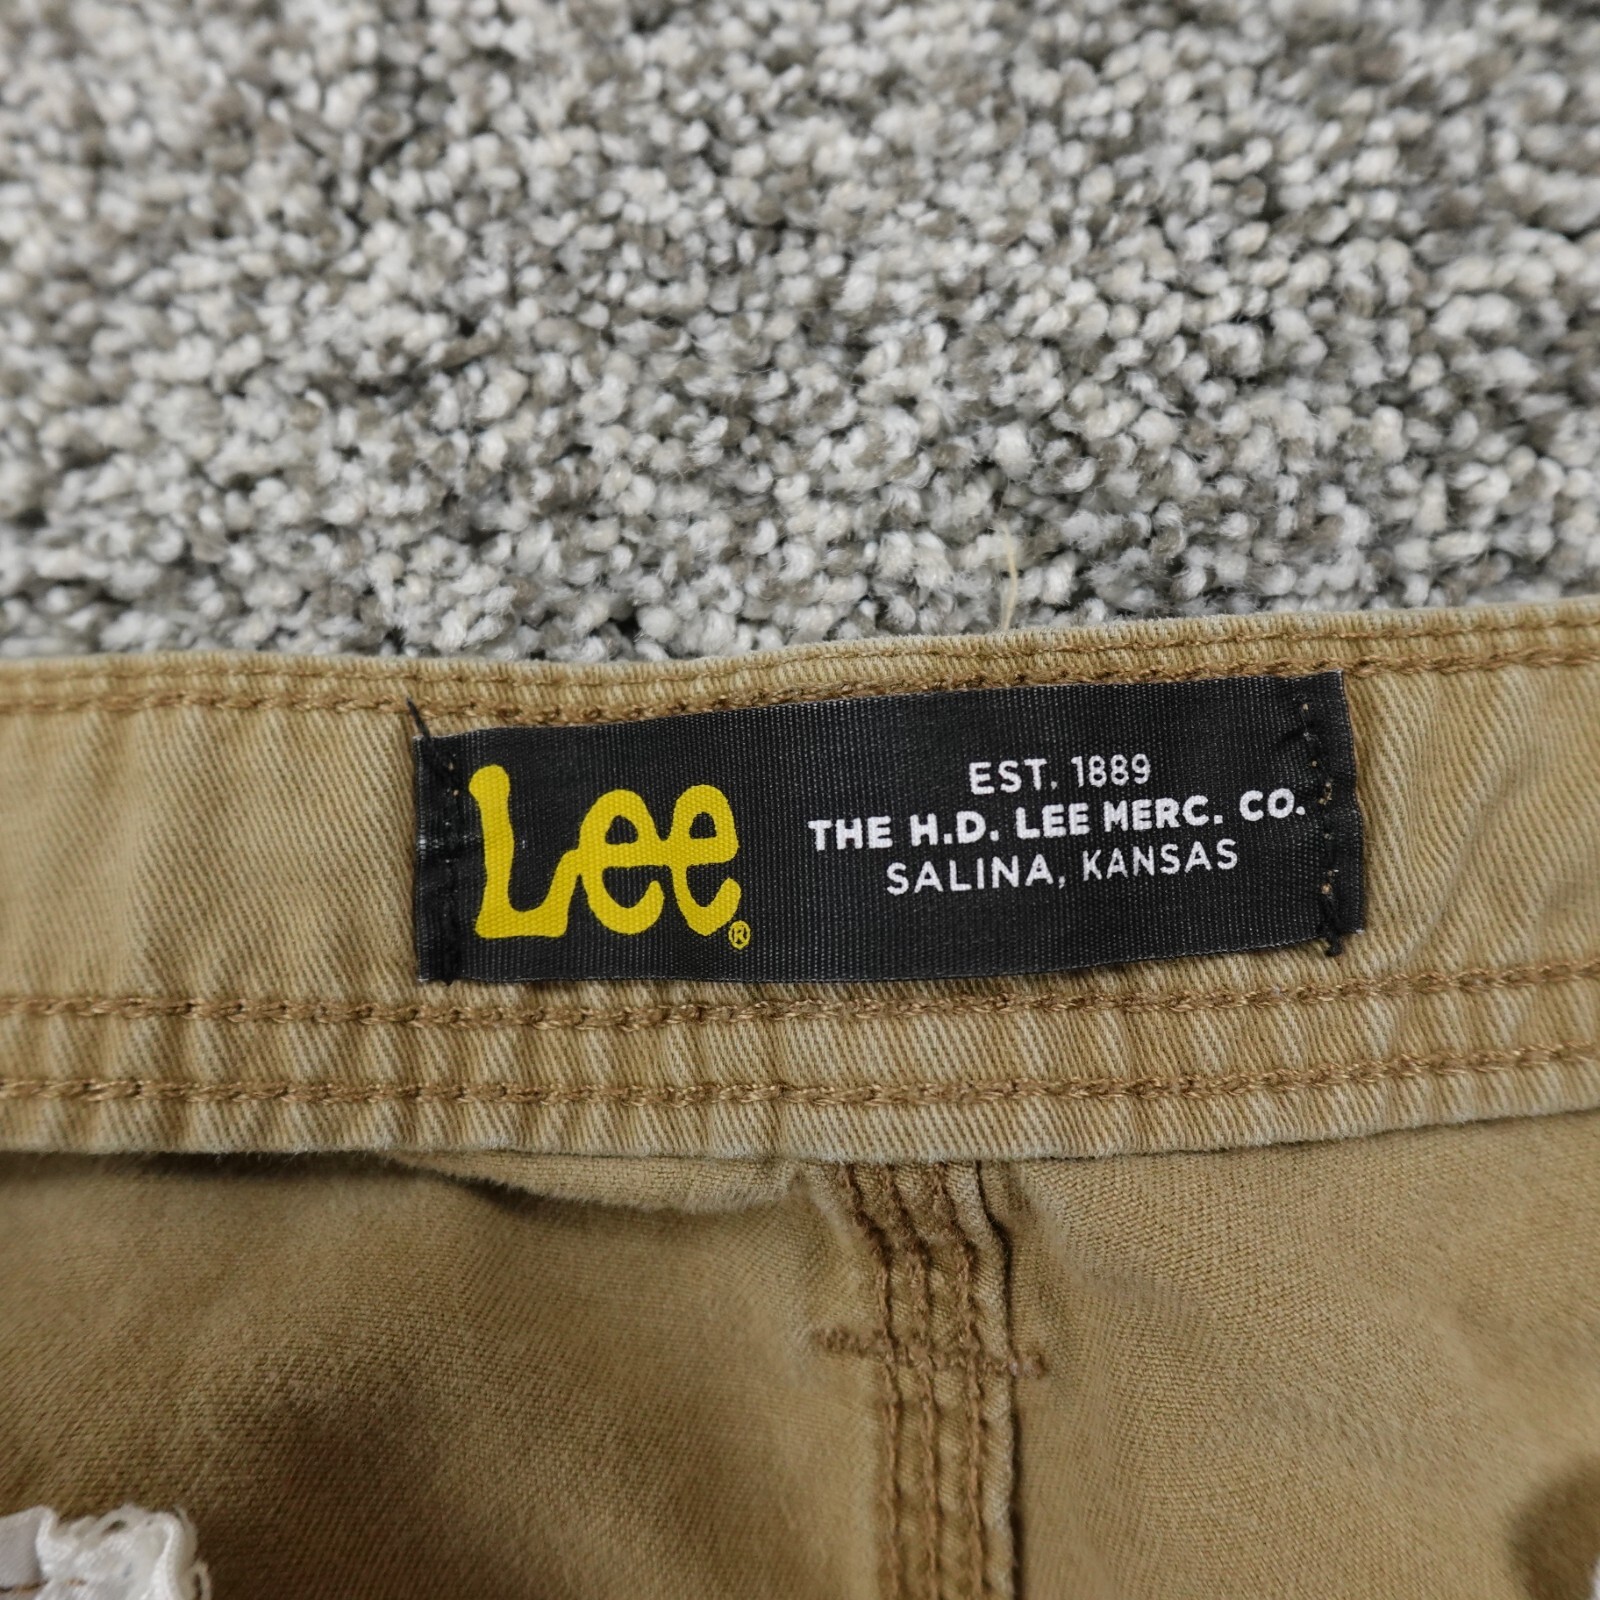 Lee®
EST. 1889
THE H.D. LEE MERC. CO.
SALINA, KANSAS